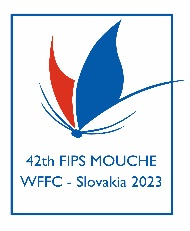 42th FIPS MOUCHE
WFFC - Slovakia 2023